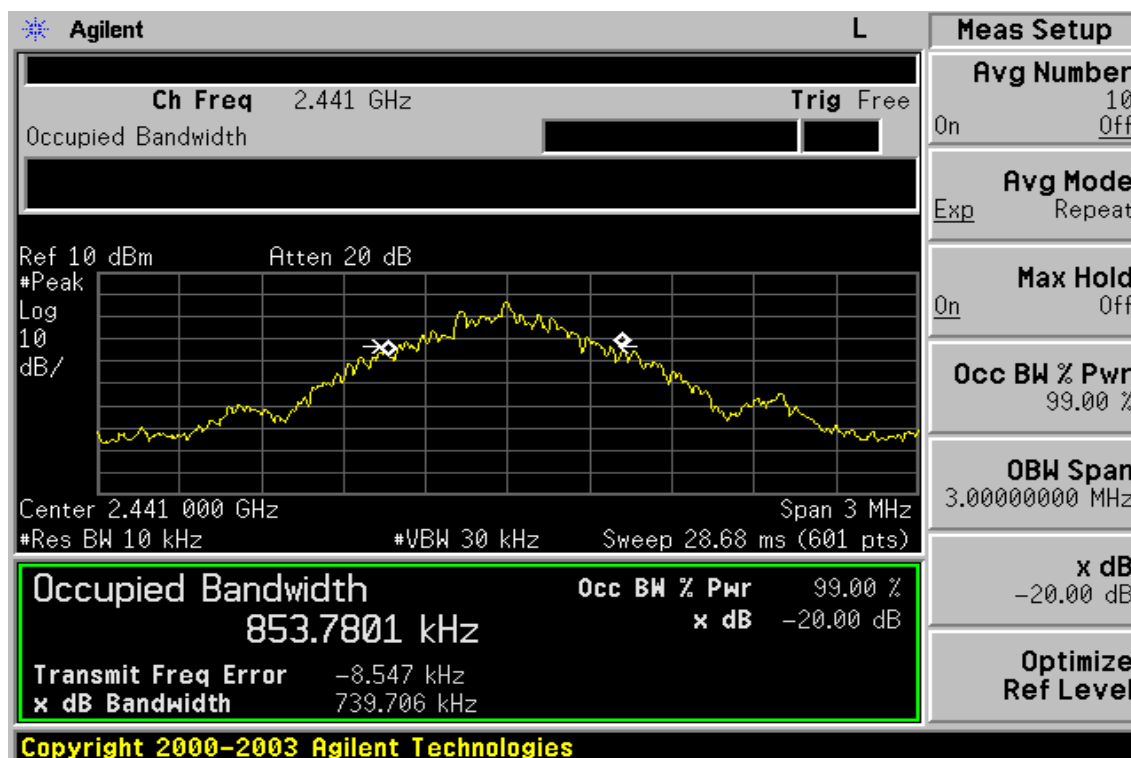 Agilent L
Ch Freq 2.441 GHz Trig Free
Occupied Bandwidth
Ref 10 dBm Atten 20 dB
#Peak
Log
10
dB/
Center 2.441 000 GHz Span 3 MHz
#Res BW 10 kHz #VBW 30 kHz Sweep 28.68 ms (601 pts)
Occupied Bandwidth
853.7801 kHz
Occ BW % Pwr 99.00 %
x dB -20.00 dB
Transmit Freq Error -8.547 kHz
x dB Bandwidth 739.706 kHz
Copyright 2000-2003 Agilent Technologies
Meas Setup
Avg Number
10
On Off
Avg Mode
Exp Repeat
Max Hold
On Off
Occ BW % Pwr
99.00 %
OBW Span
3.00000000 MHz
x dB
-20.00 dB
Optimize
Ref Level